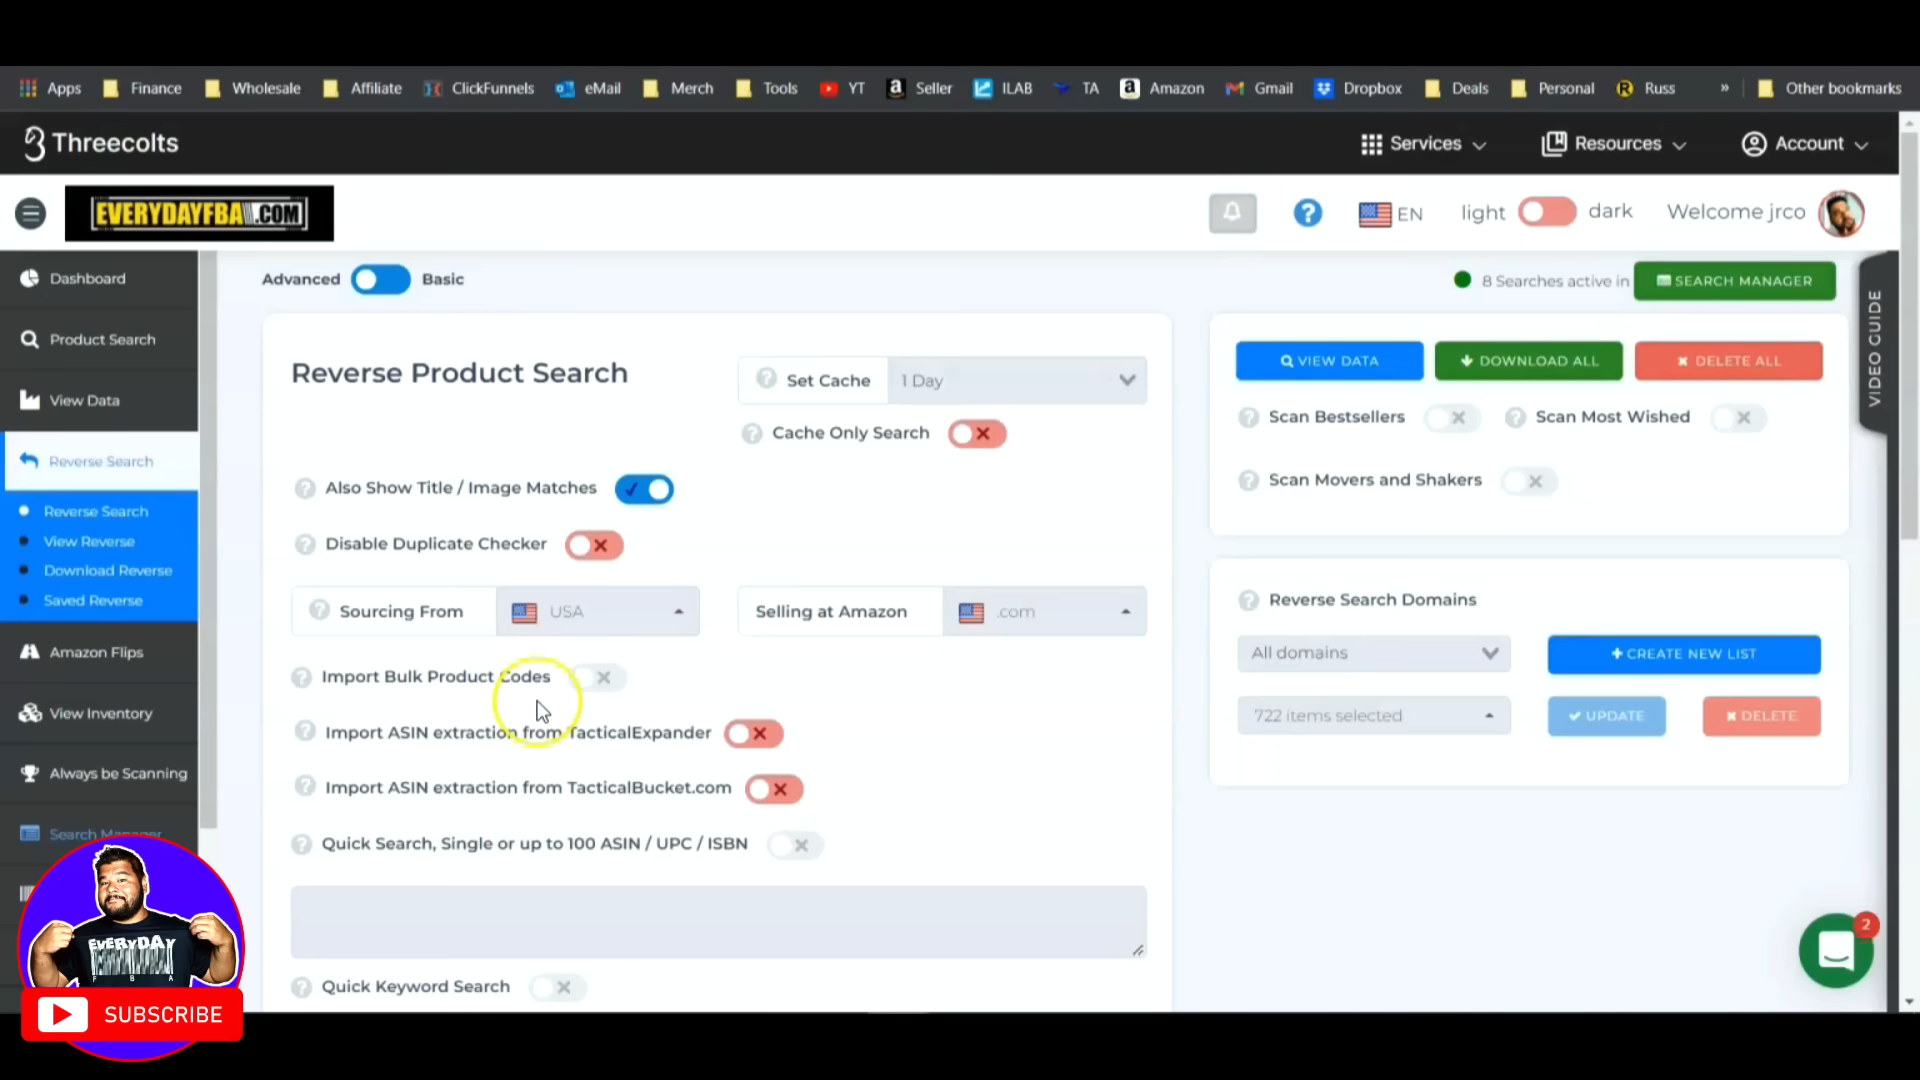 Apps Finance Wholesale Affiliate ClickFunnels eMail Merch Tools YT Seller ILAB TA Amazon Gmail Dropbox Deals Personal Russ » Other bookmarks
Threecolts Services Resources Account
EVERYDAYFBA.COM EN light dark Welcome jrco
Dashboard
Product Search
View Data
Reverse Search
Reverse Search
View Reverse
Download Reverse
Saved Reverse
Amazon Flips
View Inventory
Always be Scanning
Search Manager
Advanced Basic
8 Searches active in SEARCH MANAGER
Reverse Product Search
Set Cache 1 Day
Cache Only Search
Also Show Title / Image Matches
Disable Duplicate Checker
Sourcing From USA Selling at Amazon .com
Import Bulk Product Codes
Import ASIN extraction from TacticalExpander
Import ASIN extraction from TacticalBucket.com
Quick Search, Single or up to 100 ASIN / UPC / ISBN
Quick Keyword Search
VIEW DATA DOWNLOAD ALL DELETE ALL
Scan Bestsellers Scan Most Wished
Scan Movers and Shakers
Reverse Search Domains
All domains CREATE NEW LIST
722 items selected UPDATE DELETE
VIDEO GUIDE
2
EVERYDAY
FBA
SUBSCRIBE